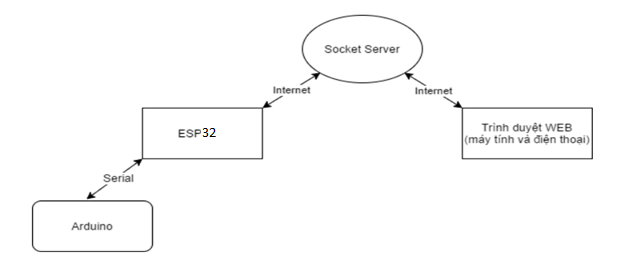 Socket Server
Internet
Internet
ESP32
Trình duyệt WEB
(máy tính và điện thoại)
Serial
Arduino